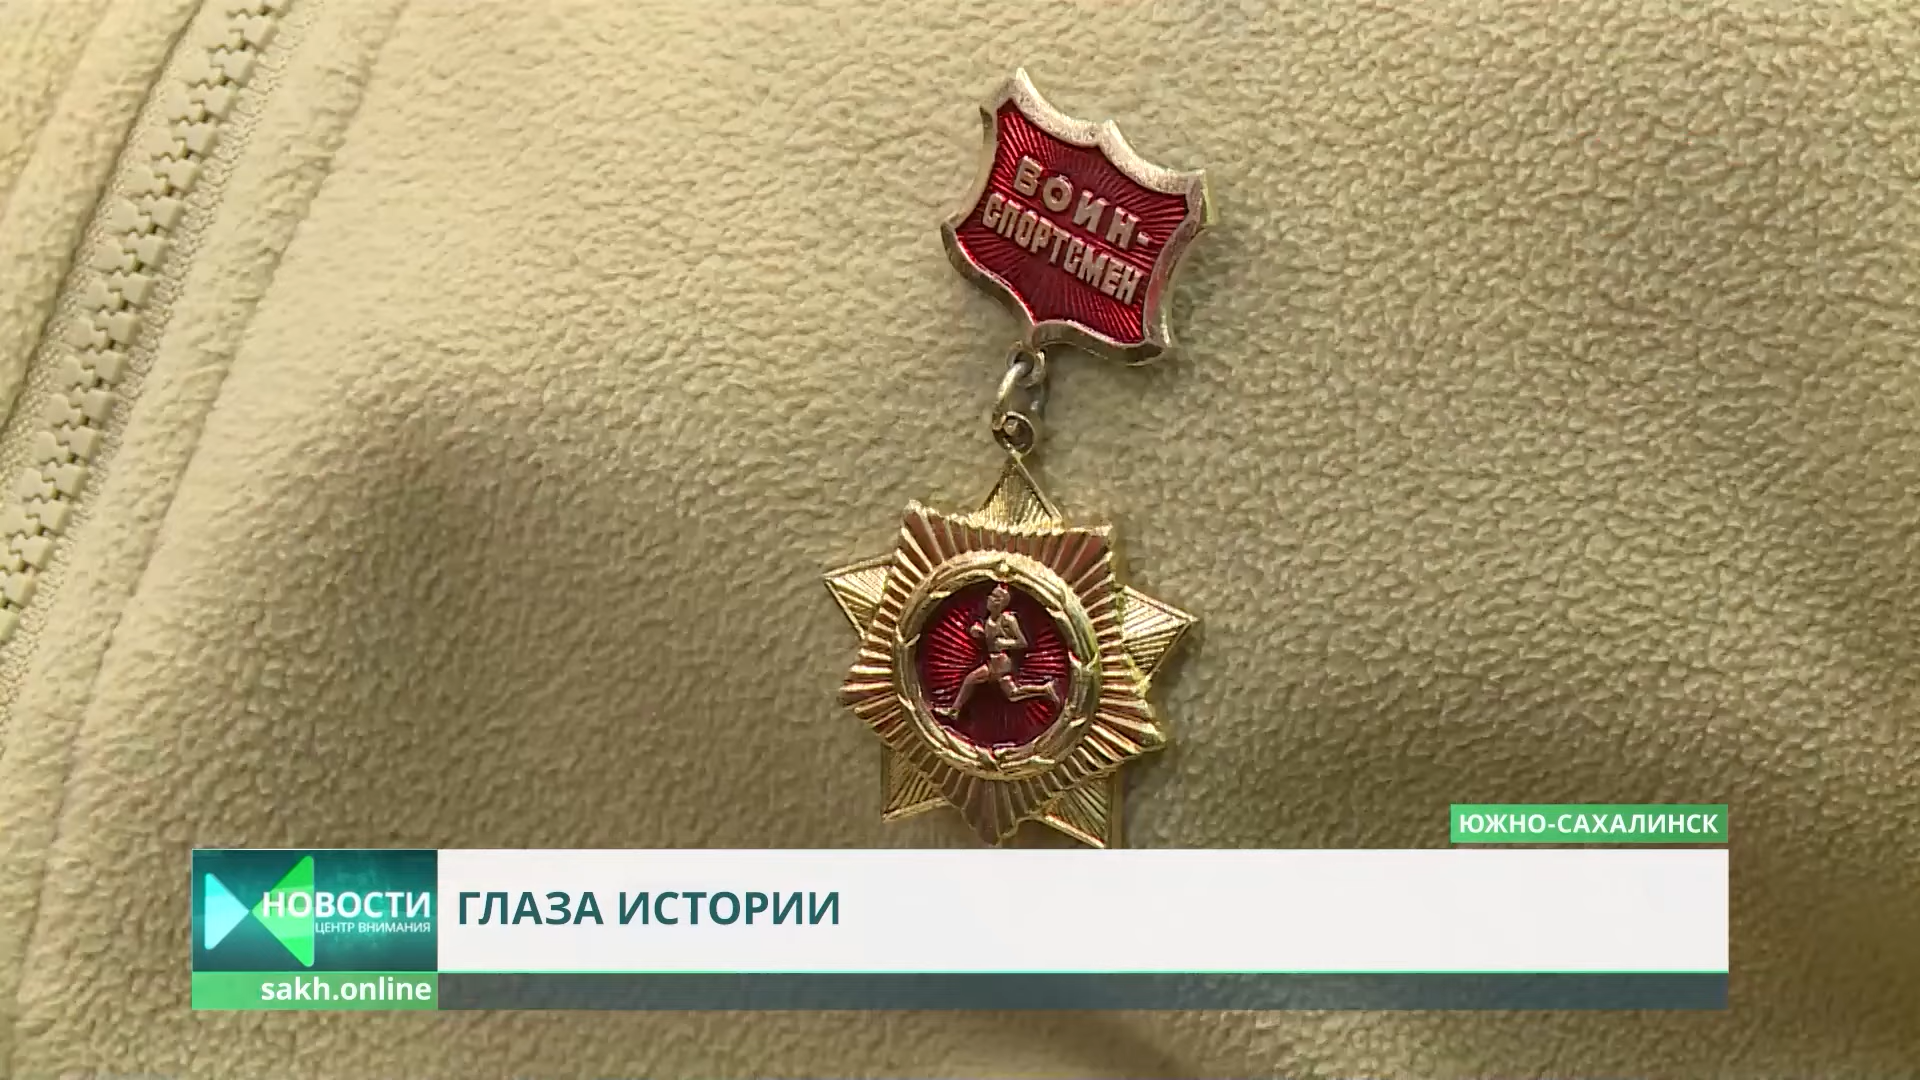 ВОИН-
СПОРТСМЕН
ЮЖНО-САХАЛИНСК
НОВОСТИ
ЦЕНТР ВНИМАНИЯ
ГЛАЗА ИСТОРИИ
sakh.online